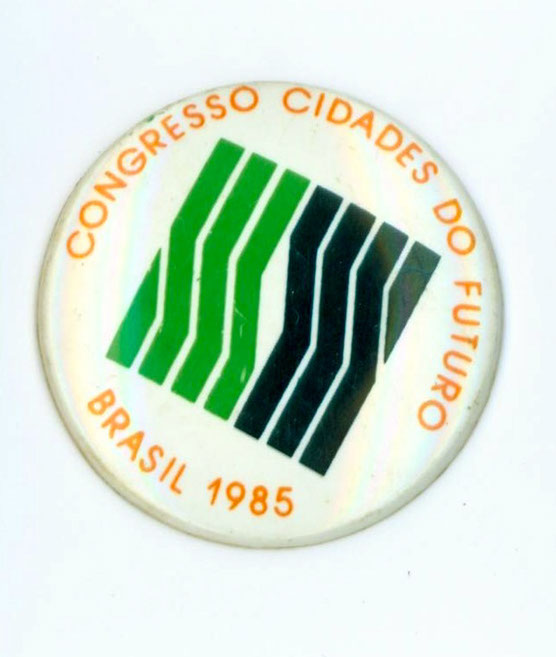 CONGRESSO CIDADES DO FUTURO
BRASIL 1985